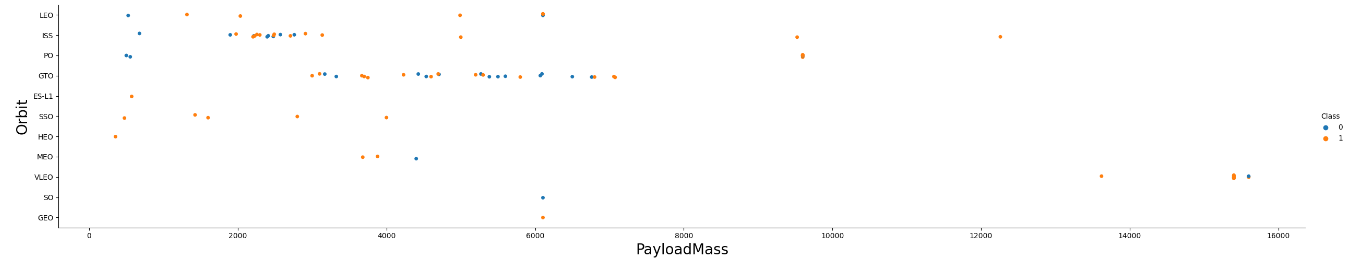 Orbit
LEO
ISS
PO
GTO
ES-L1
SSO
HEO
MEO
VLEO
SO
GEO
0 2000 4000 6000 8000 10000 12000 14000 16000
PayloadMass
Class
0
1